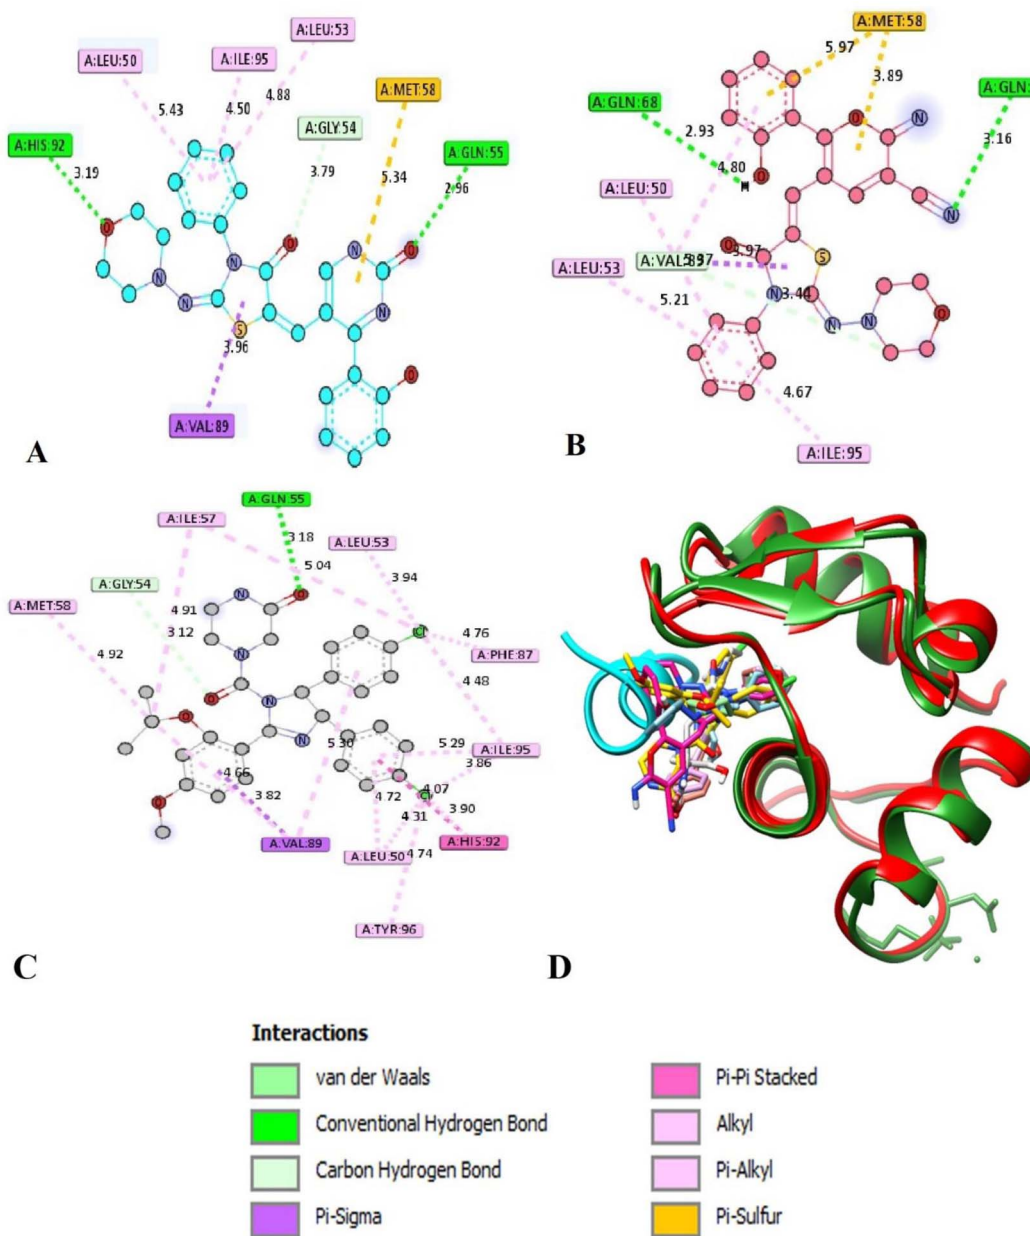 A:LEU:53
A:LEU:50
A:ILE:95
5.43
4.50
4.88
A:MET:58
A:GLY:54
A:HIS:92
3.19
3.79
A:GLN:55
5.34
2.96
O
N
O
N
O
N
N
S
3.96
O
A:VAL:89
A
A:MET:58
5.97
3.89
A:GLN:68
A:GLN:
2.93
3.16
O
N
4.80
O
N
A:LEU:50
O
3.97
S
A:LEU:53
5.21
N
3.44
N
N
O
4.67
A:ILE:95
B
A:GLN:55
A:ILE:57
3.18
A:LEU:53
5.04
3.94
A:GLY:54
N
O
A:MET:58
4.91
3.12
Cl
4.76
A:PHE:87
4.92
N
4.48
O
N
O
N
5.30
5.29
A:ILE:95
4.66
3.86
3.82
4.72
4.07
Cl
3.90
O
4.31
A:VAL:89
A:LEU:50
A:HIS:92
4.74
A:TYR:96
C
D
Interactions
van der Waals
Conventional Hydrogen Bond
Carbon Hydrogen Bond
Pi-Sigma
Pi-Pi Stacked
Alkyl
Pi-Alkyl
Pi-Sulfur